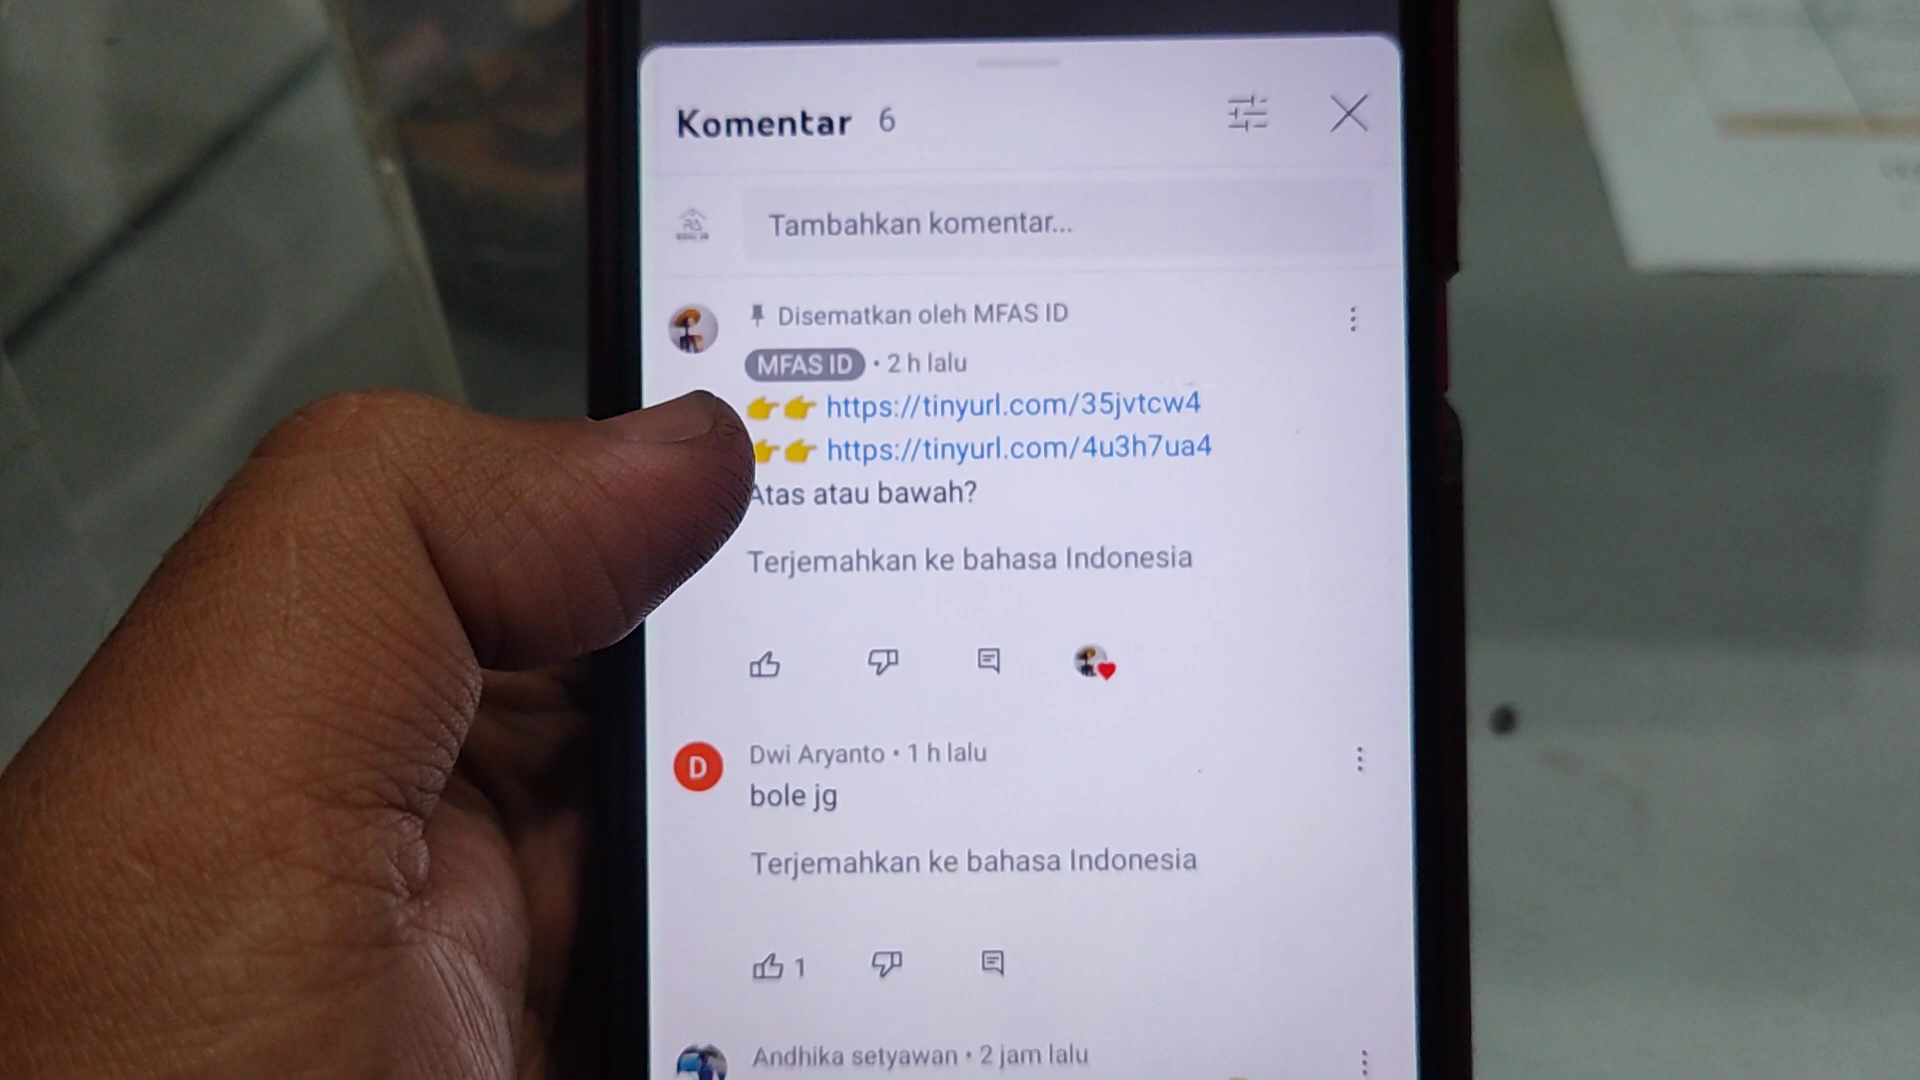 Komentar 6
Tambahkan komentar...
Disematkan oleh MFAS ID
MFAS ID • 2 h lalu
👉👉 https://tinyurl.com/35jvtcw4
👉👉 https://tinyurl.com/4u3h7ua4
Atas atau bawah?
Terjemahkan ke bahasa Indonesia
D
Dwi Aryanto • 1 h lalu
bole jg
Terjemahkan ke bahasa Indonesia
1
Andhika setyawan • 2 jam lalu